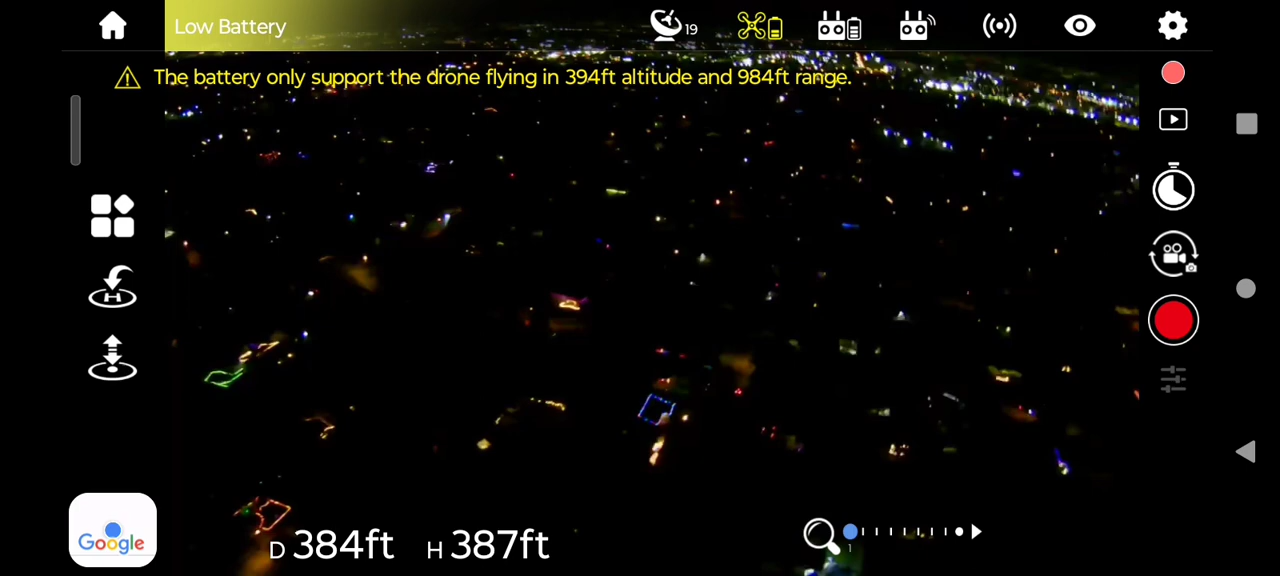 Low Battery
19
The battery only support the drone flying in 394ft altitude and 984ft range.
H
Google
D 384ft H 387ft
1